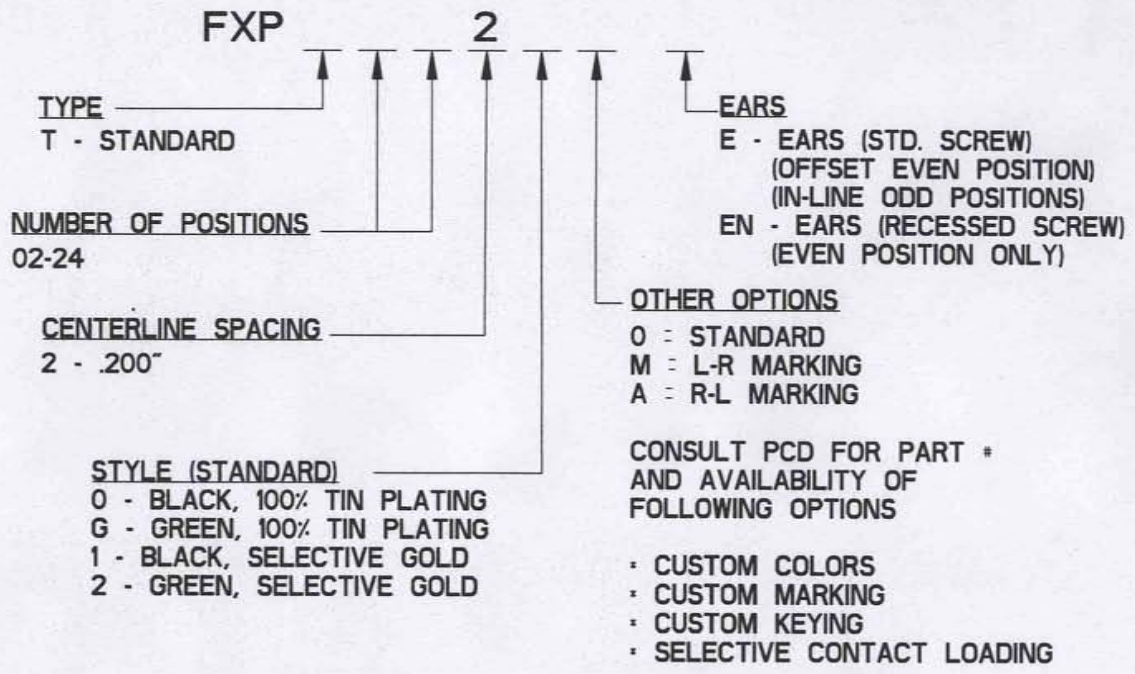 FXP _ _ _ 2 _ _ _
TYPE
T - STANDARD
NUMBER OF POSITIONS
02-24
CENTERLINE SPACING
2 - .200"
STYLE (STANDARD)
0 - BLACK, 100% TIN PLATING
G - GREEN, 100% TIN PLATING
1 - BLACK, SELECTIVE GOLD
2 - GREEN, SELECTIVE GOLD
EARS
E - EARS (STD. SCREW)
(OFFSET EVEN POSITION)
(IN-LINE ODD POSITIONS)
EN - EARS (RECESSED SCREW)
(EVEN POSITION ONLY)
OTHER OPTIONS
0 = STANDARD
M = L-R MARKING
A = R-L MARKING
CONSULT PCD FOR PART #
AND AVAILABILITY OF
FOLLOWING OPTIONS
* CUSTOM COLORS
* CUSTOM MARKING
* CUSTOM KEYING
* SELECTIVE CONTACT LOADING